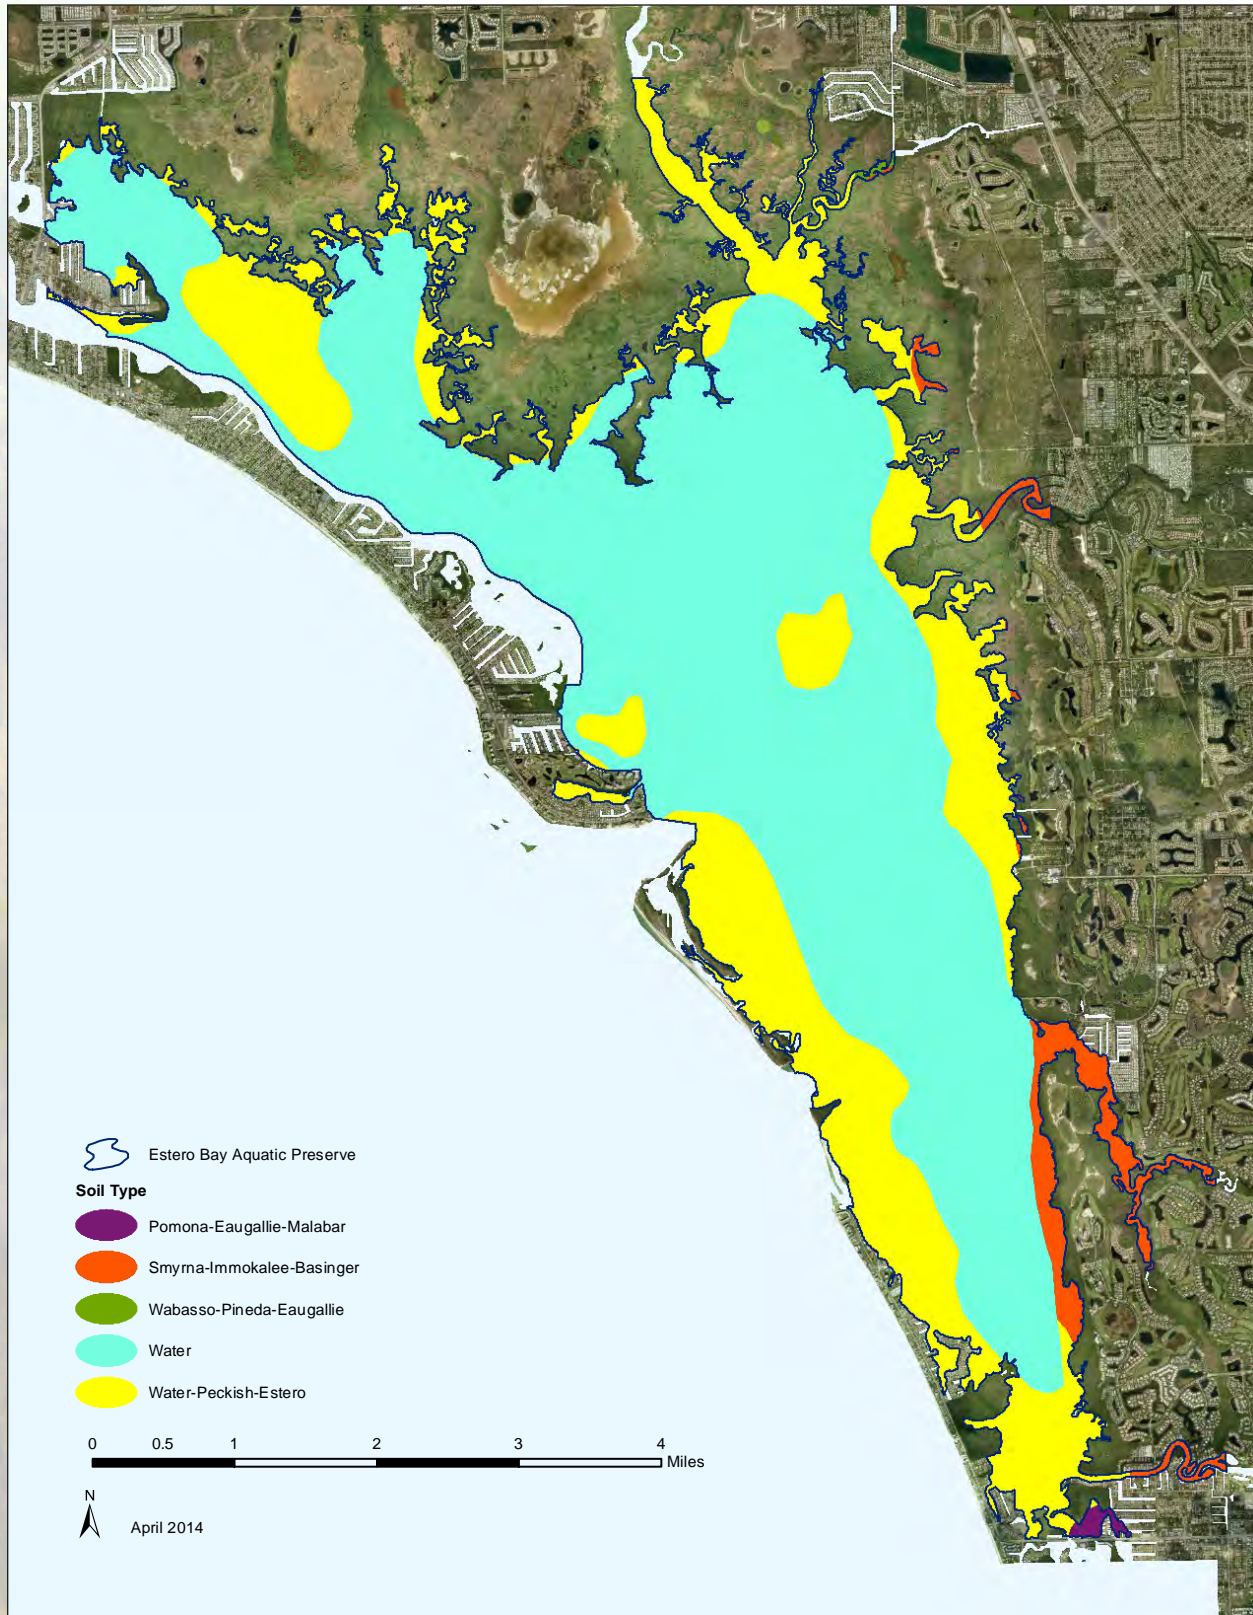 Estero Bay Aquatic Preserve
Soil Type
Pomona-Eaugallie-Malabar
Smyrna-Immokalee-Basinger
Wabasso-Pineda-Eaugallie
Water
Water-Peckish-Estero
0 0.5 1 2 3 4
Miles
N
April 2014